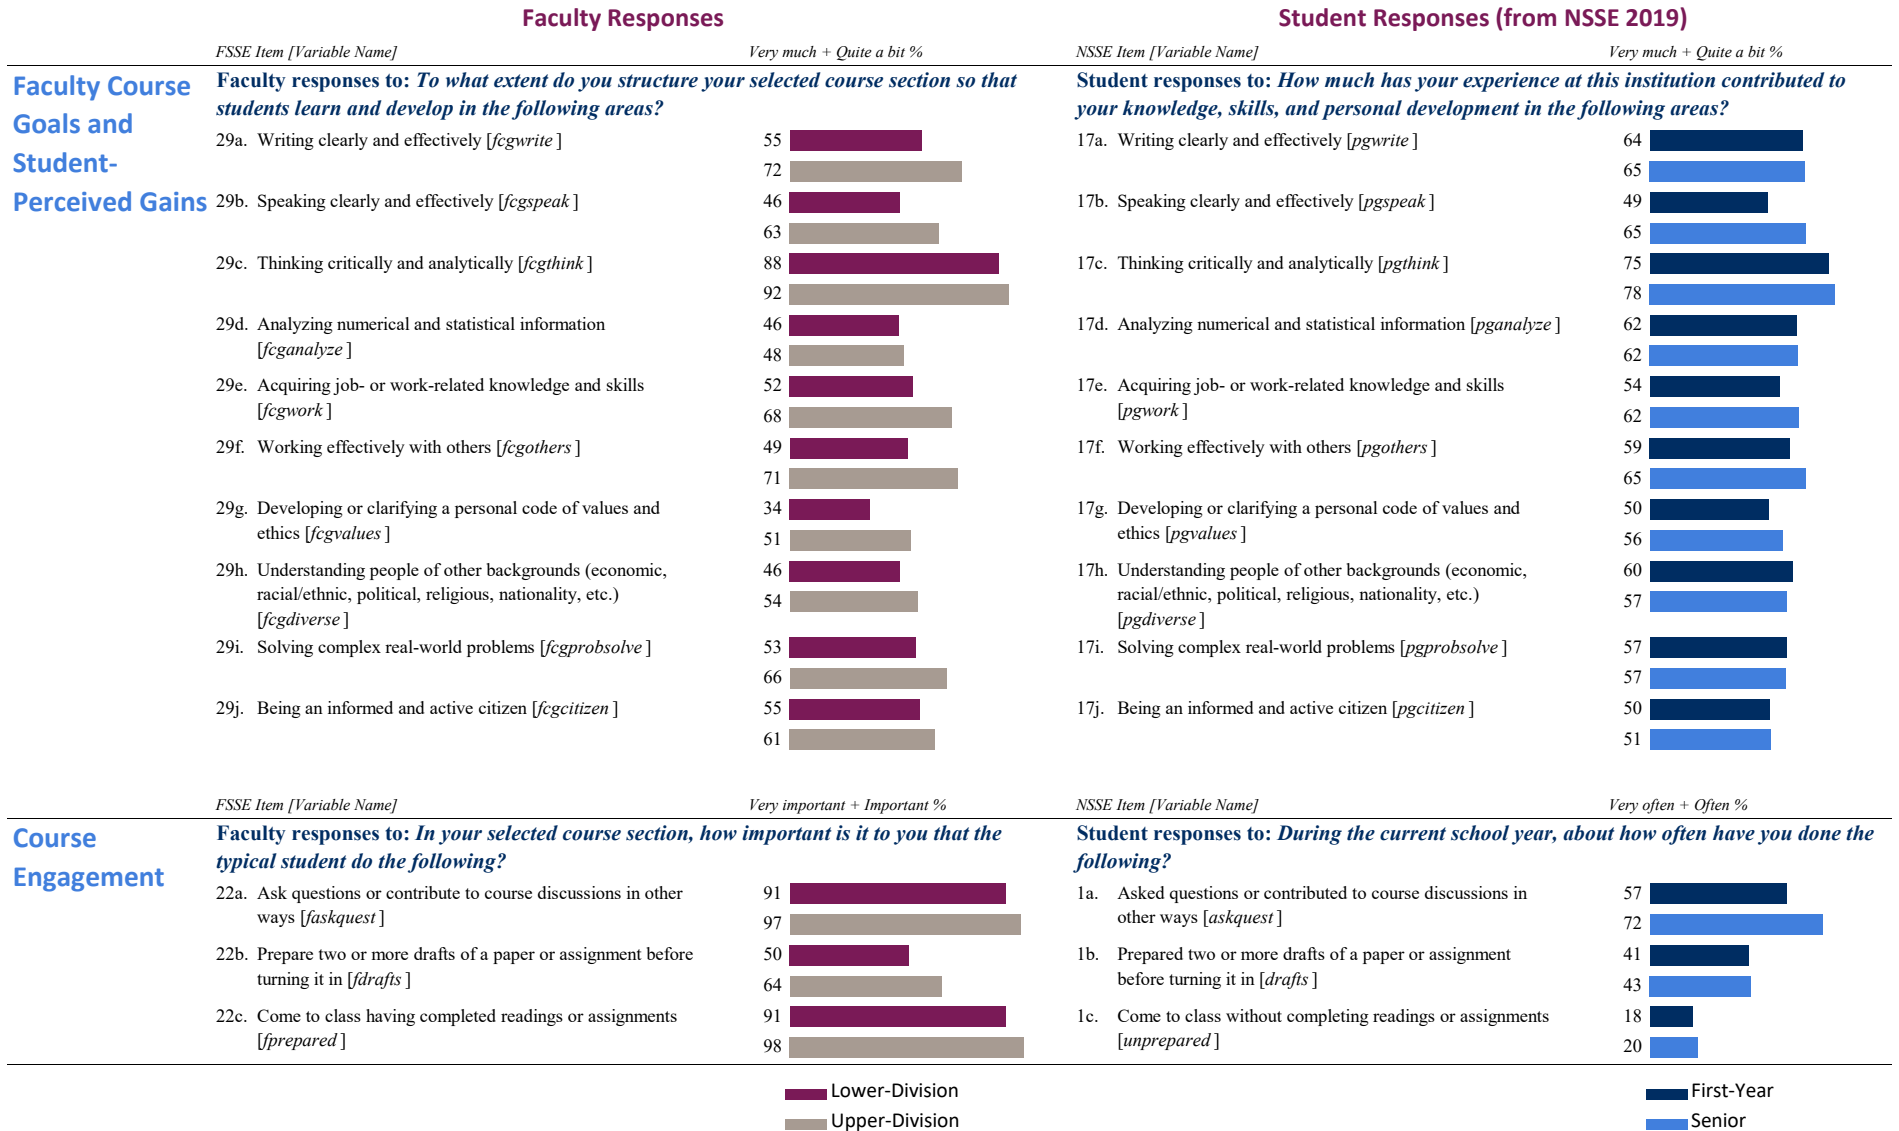 Faculty Responses
Student Responses (from NSSE 2019)
FSSE Item [Variable Name]
Very much + Quite a bit %
NSSE Item [Variable Name]
Very much + Quite a bit %
Faculty Course
Goals and
Student-
Perceived Gains
Faculty responses to: To what extent do you structure your selected course section so that
students learn and develop in the following areas?
Student responses to: How much has your experience at this institution contributed to
your knowledge, skills, and personal development in the following areas?
29a. Writing clearly and effectively [fcgwrite ]
55
72
17a. Writing clearly and effectively [pgwrite ]
64
65
29b. Speaking clearly and effectively [fcgspeak ]
46
63
17b. Speaking clearly and effectively [pgspeak ]
49
65
29c. Thinking critically and analytically [fcgthink ]
88
92
17c. Thinking critically and analytically [pgthink ]
75
78
29d. Analyzing numerical and statistical information
[fcganalyze ]
46
48
17d. Analyzing numerical and statistical information [pganalyze ]
62
62
29e. Acquiring job- or work-related knowledge and skills
[fcgwork ]
52
68
17e. Acquiring job- or work-related knowledge and skills
[pgwork ]
54
62
29f. Working effectively with others [fcgothers ]
49
71
17f. Working effectively with others [pgothers ]
59
65
29g. Developing or clarifying a personal code of values and
ethics [fcgvalues ]
34
51
17g. Developing or clarifying a personal code of values and
ethics [pgvalues ]
50
56
29h. Understanding people of other backgrounds (economic,
racial/ethnic, political, religious, nationality, etc.)
[fcgdiverse ]
46
54
17h. Understanding people of other backgrounds (economic,
racial/ethnic, political, religious, nationality, etc.)
[pgdiverse ]
60
57
29i. Solving complex real-world problems [fcgprobsolve ]
53
66
17i. Solving complex real-world problems [pgprobsolve ]
57
57
29j. Being an informed and active citizen [fcgcitizen ]
55
61
17j. Being an informed and active citizen [pgcitizen ]
50
51
FSSE Item [Variable Name]
Very important + Important %
NSSE Item [Variable Name]
Very often + Often %
Course
Engagement
Faculty responses to: In your selected course section, how important is it to you that the
typical student do the following?
Student responses to: During the current school year, about how often have you done the
following?
22a. Ask questions or contribute to course discussions in other
ways [faskquest ]
91
97
1a. Asked questions or contributed to course discussions in
other ways [askquest ]
57
72
22b. Prepare two or more drafts of a paper or assignment before
turning it in [fdrafts ]
50
64
1b. Prepared two or more drafts of a paper or assignment
before turning it in [drafts ]
41
43
22c. Come to class having completed readings or assignments
[fprepared ]
91
98
1c. Come to class without completing readings or assignments
[unprepared ]
18
20
Lower-Division
Upper-Division
First-Year
Senior